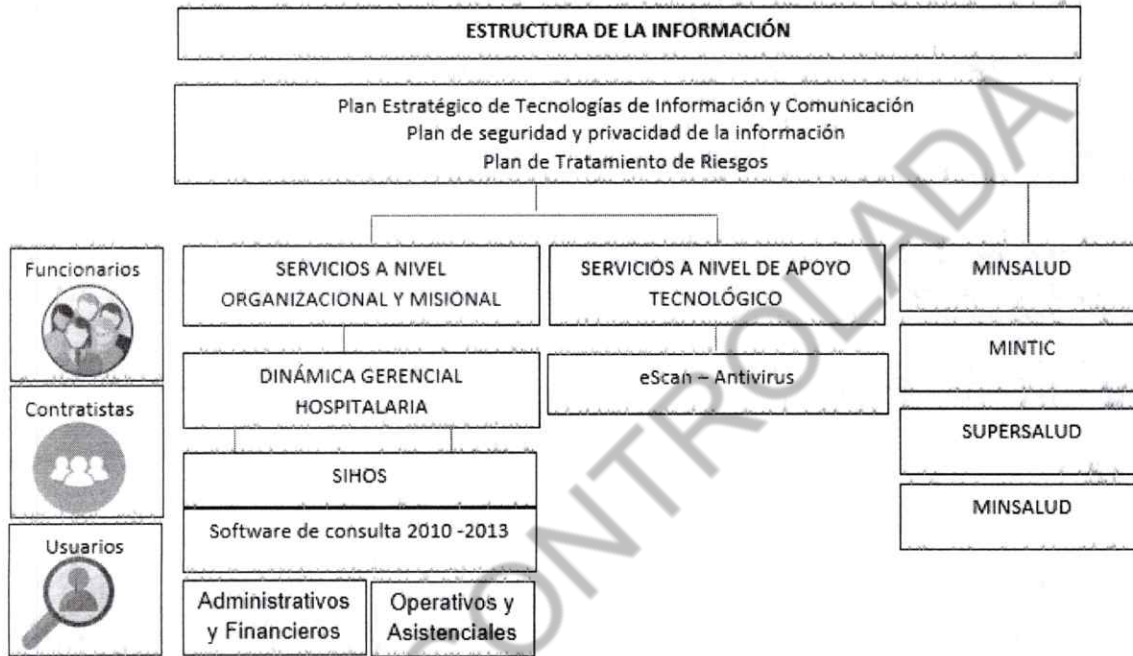 ESTRUCTURA DE LA INFORMACIÓN
Plan Estratégico de Tecnologías de Información y Comunicación
Plan de seguridad y privacidad de la información
Plan de Tratamiento de Riesgos
Funcionarios
Contratistas
Usuarios
SERVICIOS A NIVEL
ORGANIZACIONAL Y MISIONAL
DINÁMICA GERENCIAL
HOSPITALARIA
SIHOS
Software de consulta 2010 -2013
Administrativos
y Financieros
Operativos y
Asistenciales
SERVICIOS A NIVEL DE APOYO
TECNOLÓGICO
eScan – Antivirus
MINSALUD
MINTIC
SUPERSALUD
MINSALUD
CONTROLADA